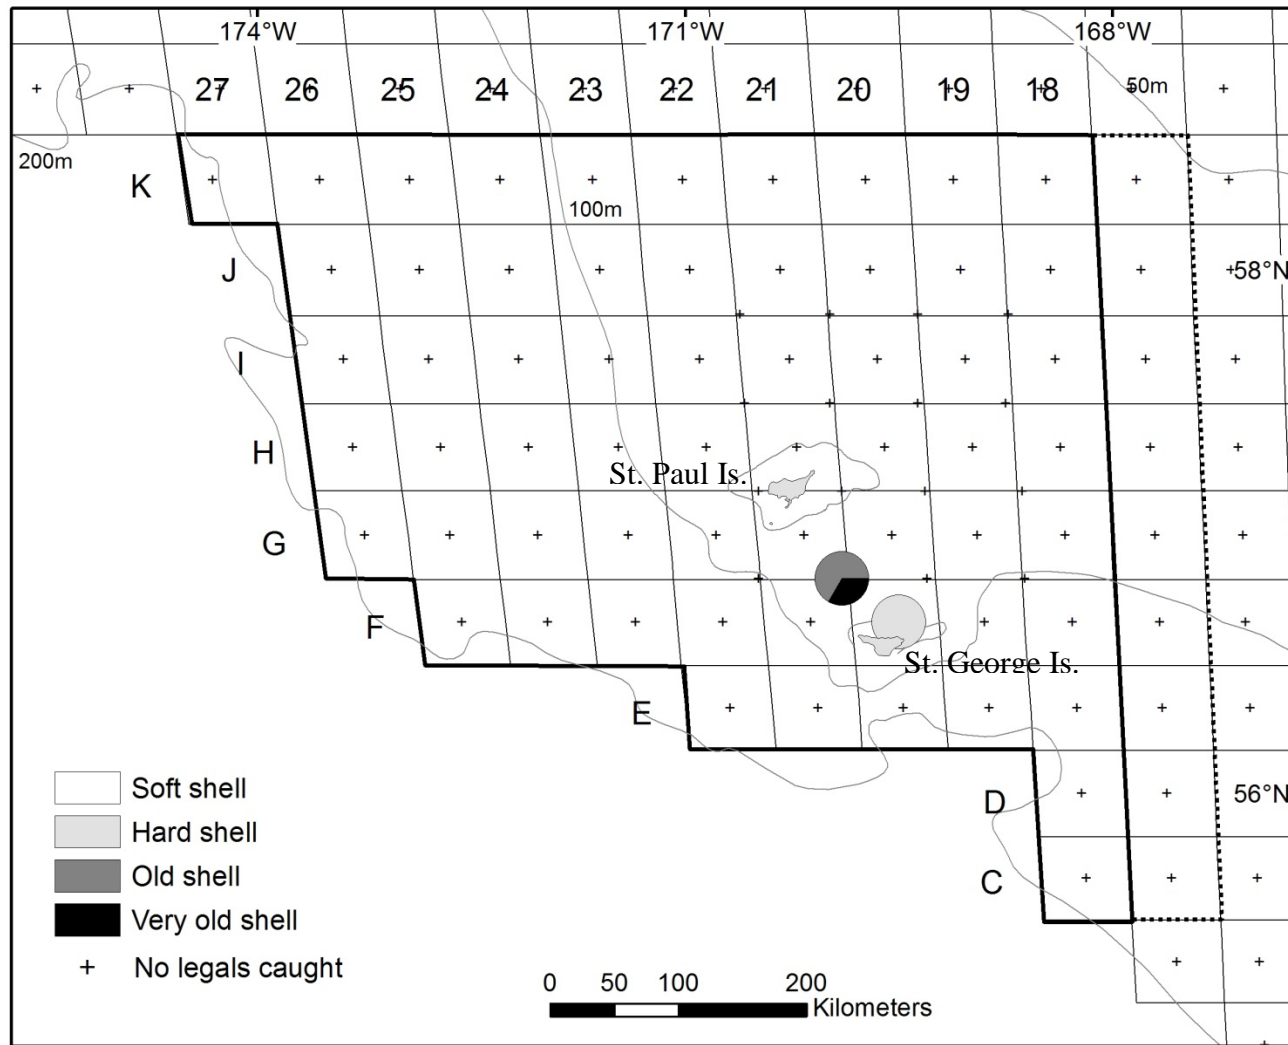 174°W 171°W 168°W
27 26 25 24 23 22 21 20 19 18 50m
200m
K
100m
J
58°N
I
H
St. Paul Is.
G
F
St. George Is.
E
Soft shell
D
56°N
Hard shell
Old shell
C
Very old shell
+ No legals caught
0 50 100 200
Kilometers